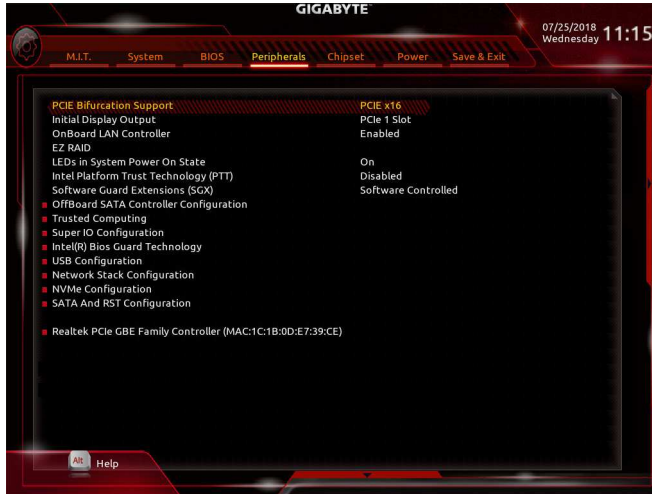 GIGABYTE
07/25/2018 Wednesday 11:15
M.I.T. System BIOS Peripherals Chipset Power Save & Exit
PCIE Bifurcation Support PCIE x16
Initial Display Output PCIe 1 Slot
OnBoard LAN Controller Enabled
EZ RAID
LEDs in System Power On State On
Intel Platform Trust Technology (PTT) Disabled
Software Guard Extensions (SGX) Software Controlled
OffBoard SATA Controller Configuration
Trusted Computing
Super IO Configuration
Intel(R) Bios Guard Technology
USB Configuration
Network Stack Configuration
NVMe Configuration
SATA And RST Configuration
Realtek PCIe GBE Family Controller (MAC:1C:1B:0D:E7:39:CE)
Alt Help